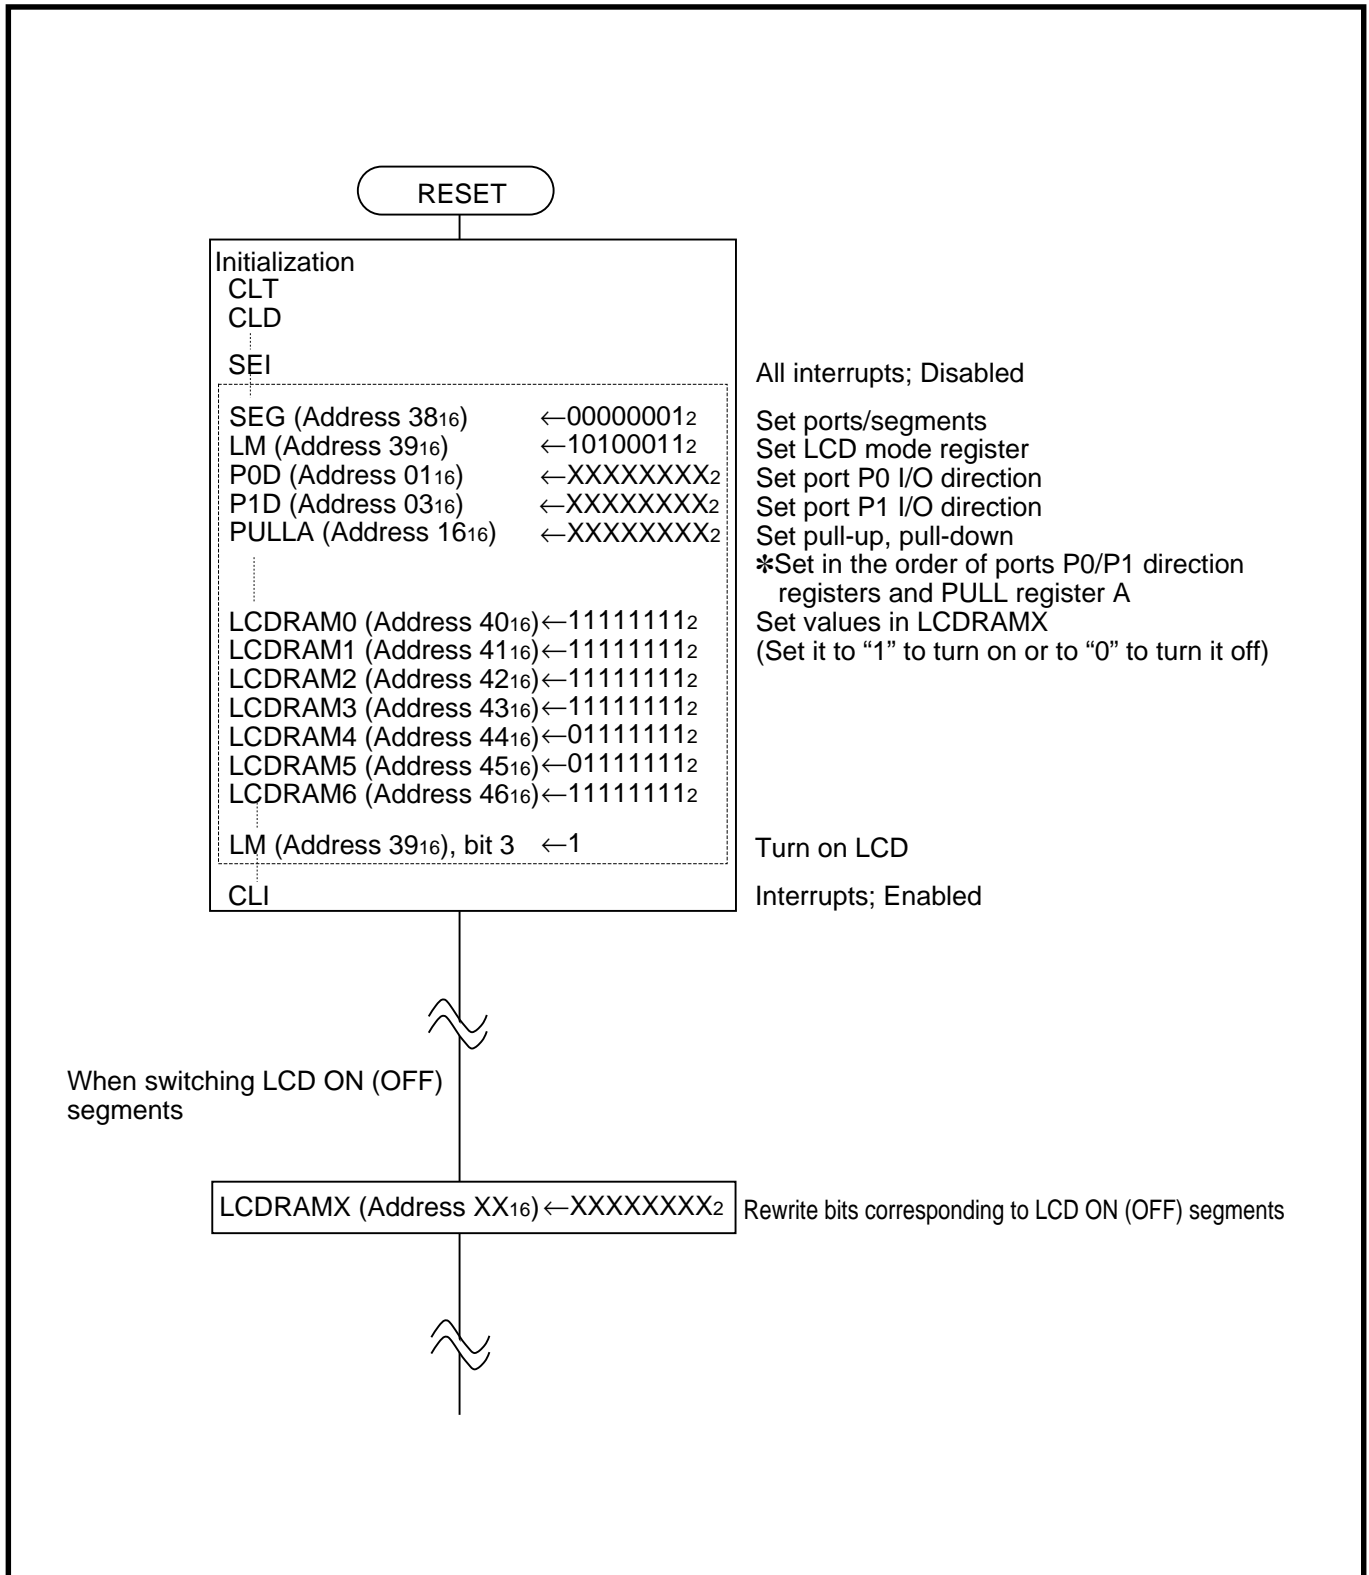 RESET
Initialization
CLT
CLD
SEI All interrupts; Disabled
SEG (Address 3816) ←000000012 Set ports/segments
LM (Address 3916) ←101000112 Set LCD mode register
P0D (Address 0116) ←XXXXXXXX2 Set port P0 I/O direction
P1D (Address 0316) ←XXXXXXXX2 Set port P1 I/O direction
PULLA (Address 1616) ←XXXXXXXX2 Set pull-up, pull-down
✽Set in the order of ports P0/P1 direction
registers and PULL register A
LCDRAM0 (Address 4016)←111111112 Set values in LCDRAMX
LCDRAM1 (Address 4116)←111111112 (Set it to “1” to turn on or to “0” to turn it off)
LCDRAM2 (Address 4216)←111111112
LCDRAM3 (Address 4316)←111111112
LCDRAM4 (Address 4416)←011111112
LCDRAM5 (Address 4516)←011111112
LCDRAM6 (Address 4616)←111111112
LM (Address 3916), bit 3 ←1 Turn on LCD
CLI Interrupts; Enabled
When switching LCD ON (OFF)
segments
LCDRAMX (Address XX16)←XXXXXXXX2 Rewrite bits corresponding to LCD ON (OFF) segments